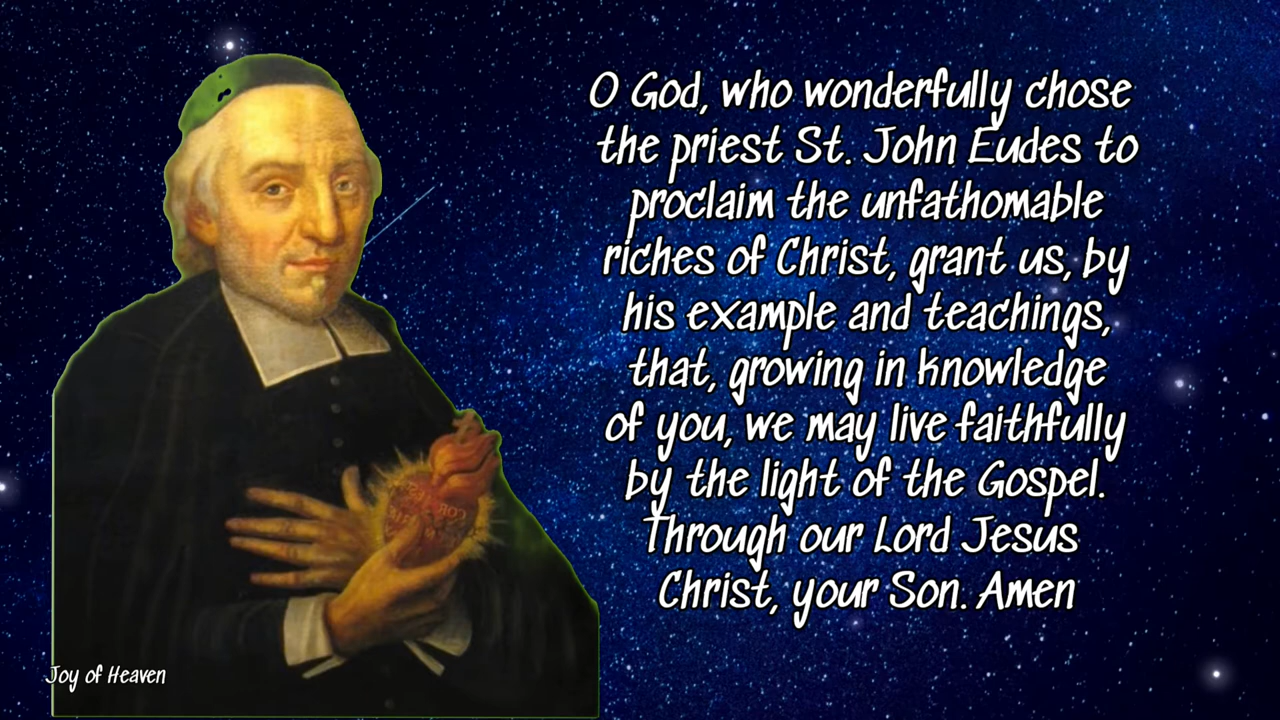 O God, who wonderfully chose
the priest St. John Eudes to
proclaim the unfathomable
riches of Christ, grant us, by
his example and teachings,
that, growing in knowledge
of you, we may live faithfully
by the light of the Gospel.
Through our Lord Jesus
Christ, your Son. Amen
Joy of Heaven